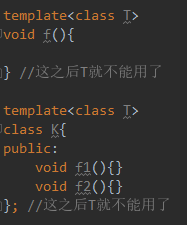 template<class T>
void f(){
} //这之后T就不能用了
template<class T>
class K{
public:
void f1(){}
void f2(){}
}; //这之后T就不能用了